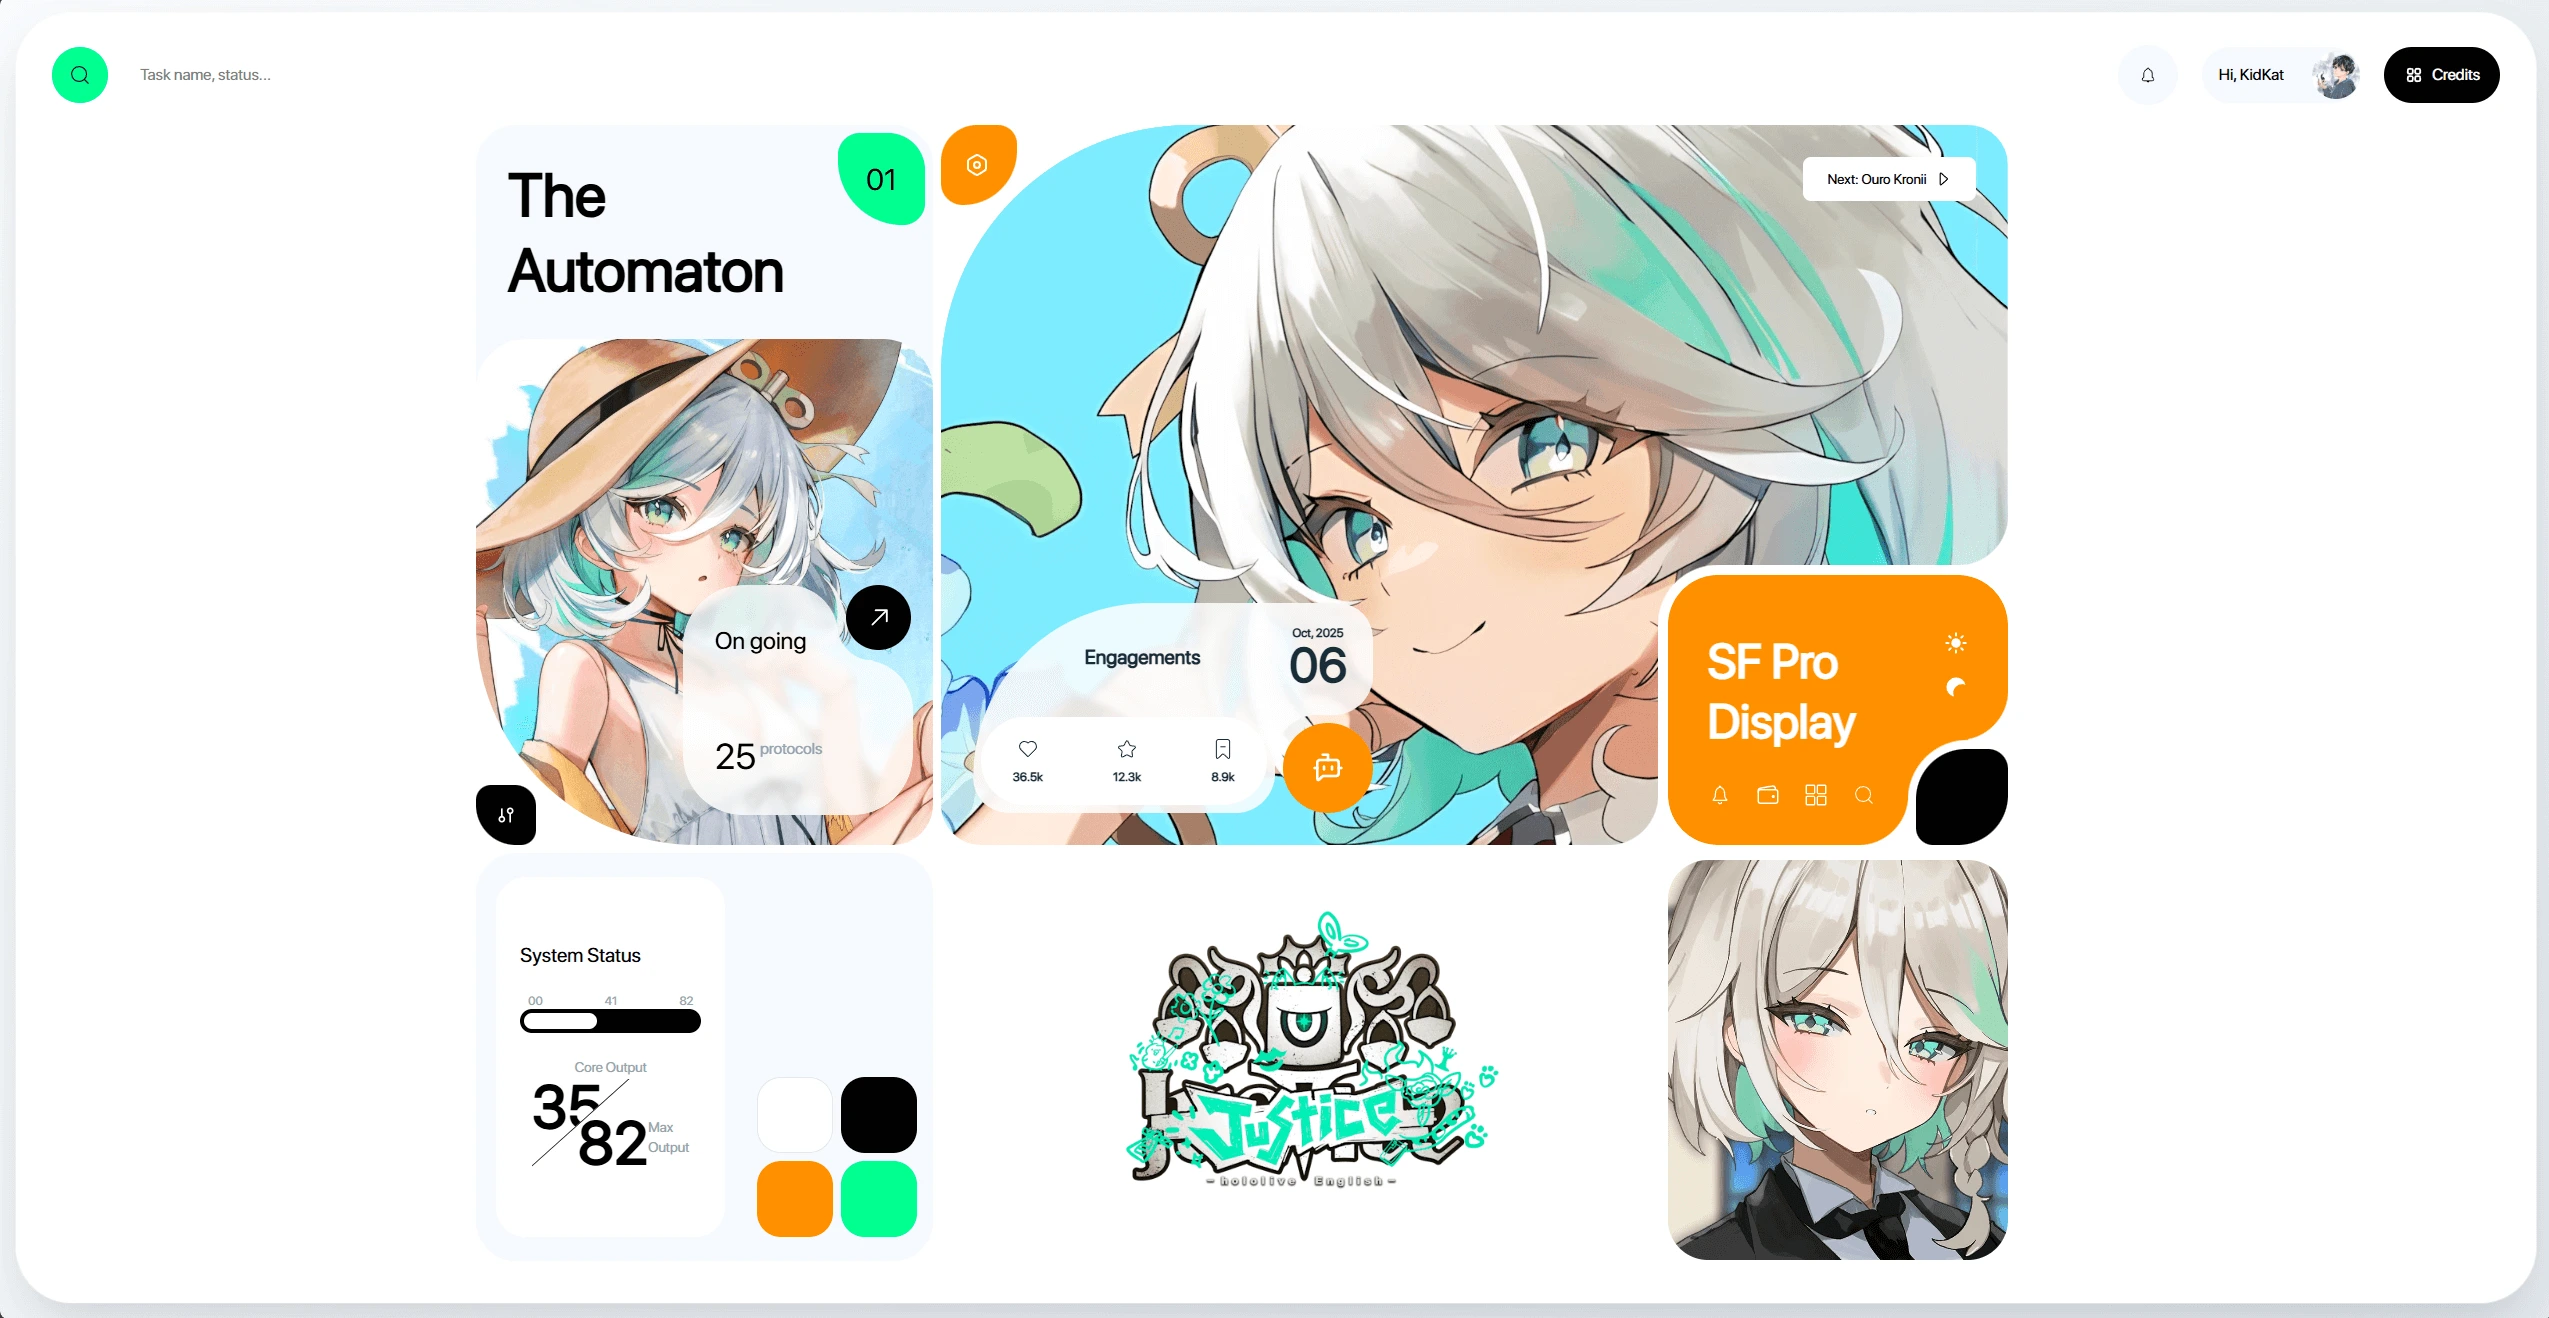 Task name, status...
Hi, KidKat
Credits
The
Automaton
01
Next: Ouro Kronii
On going
25 protocols
Engagements
Oct, 2025
06
36.5k
12.3k
8.9k
SF Pro
Display
System Status
00 41 82
Core Output
35
82
Max
Output
Justice
- hololive English -